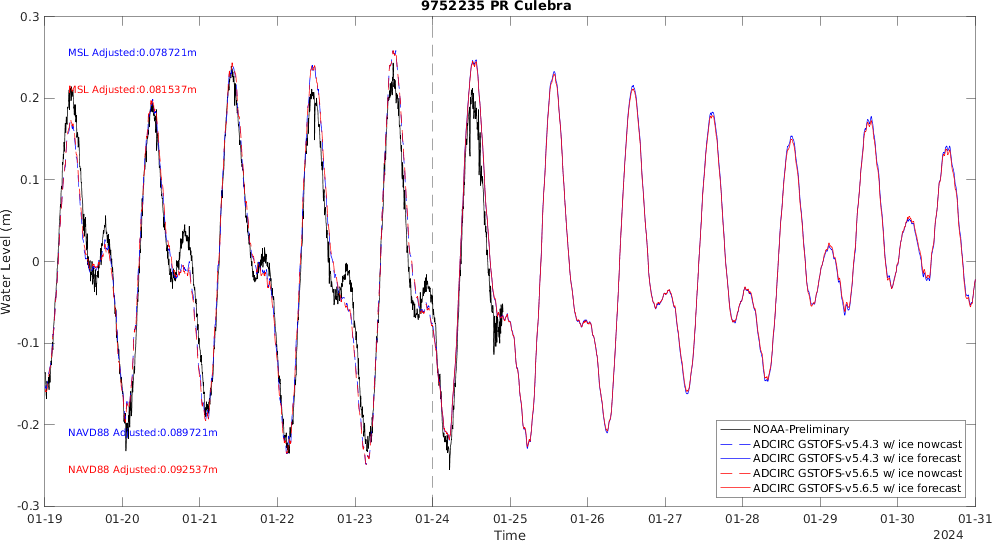 9752235 PR Culebra
0.3
0.2
0.1
0
-0.1
-0.2
-0.3
Water Level (m)
MSL Adjusted:0.078721m
MSL Adjusted:0.081537m
NAVD88 Adjusted:0.089721m
NAVD88 Adjusted:0.092537m
NOAA-Preliminary
ADCIRC GSTOFS-v5.4.3 w/ ice nowcast
ADCIRC GSTOFS-v5.4.3 w/ ice forecast
ADCIRC GSTOFS-v5.6.5 w/ ice nowcast
ADCIRC GSTOFS-v5.6.5 w/ ice forecast
01-19 01-20 01-21 01-22 01-23 01-24 01-25 01-26 01-27 01-28 01-29 01-30 01-31
Time
2024